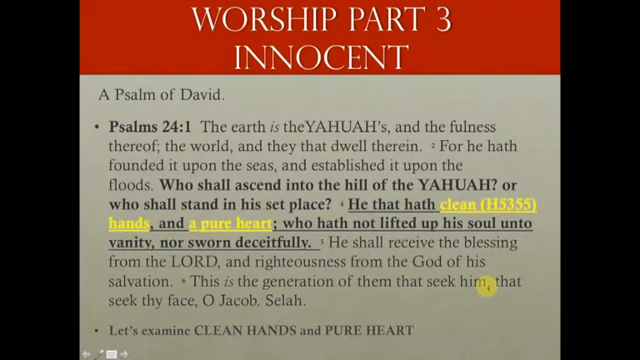 WORSHIP PART 3
INNOCENT
A Psalm of David.
• Psalms 24:1 The earth is theYAHUAH's, and the fulness
thereof; the world, and they that dwell therein. 2 For he hath
founded it upon the seas, and established it upon the
floods. Who shall ascend into the hill of the YAHUAH? or
who shall stand in his set place? 4 He that hath clean (H5355)
hands, and a pure heart; who hath not lifted up his soul unto
vanity, nor sworn deceitfully. 5 He shall receive the blessing
from the LORD, and righteousness from the God of his
salvation. 6 This is the generation of them that seek him, that
seek thy face, O Jacob. Selah.
• Let's examine CLEAN HANDS and PURE HEART